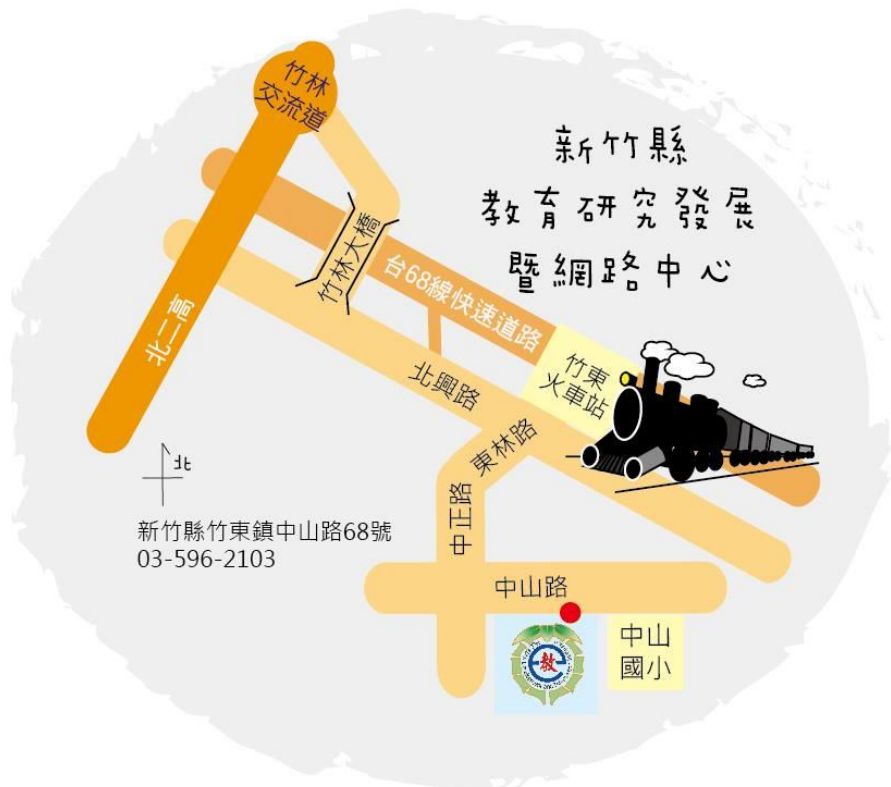 竹林
交流道
新竹縣
教育研究發展
暨網路中心
竹林大橋
台68線快速道路
北二高
北興路
竹東
火車站
東林路
北
中正路
新竹縣竹東鎮中山路68號
03-596-2103
中山路
中山
國小
教